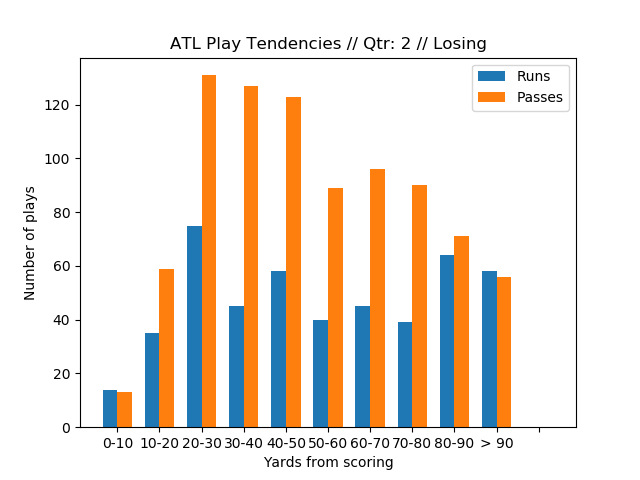 ATL Play Tendencies // Qtr: 2 // Losing
Runs
Passes
Number of plays
120
100
80
60
40
20
0
0-10 10-20 20-30 30-40 40-50 50-60 60-70 70-80 80-90 > 90
Yards from scoring